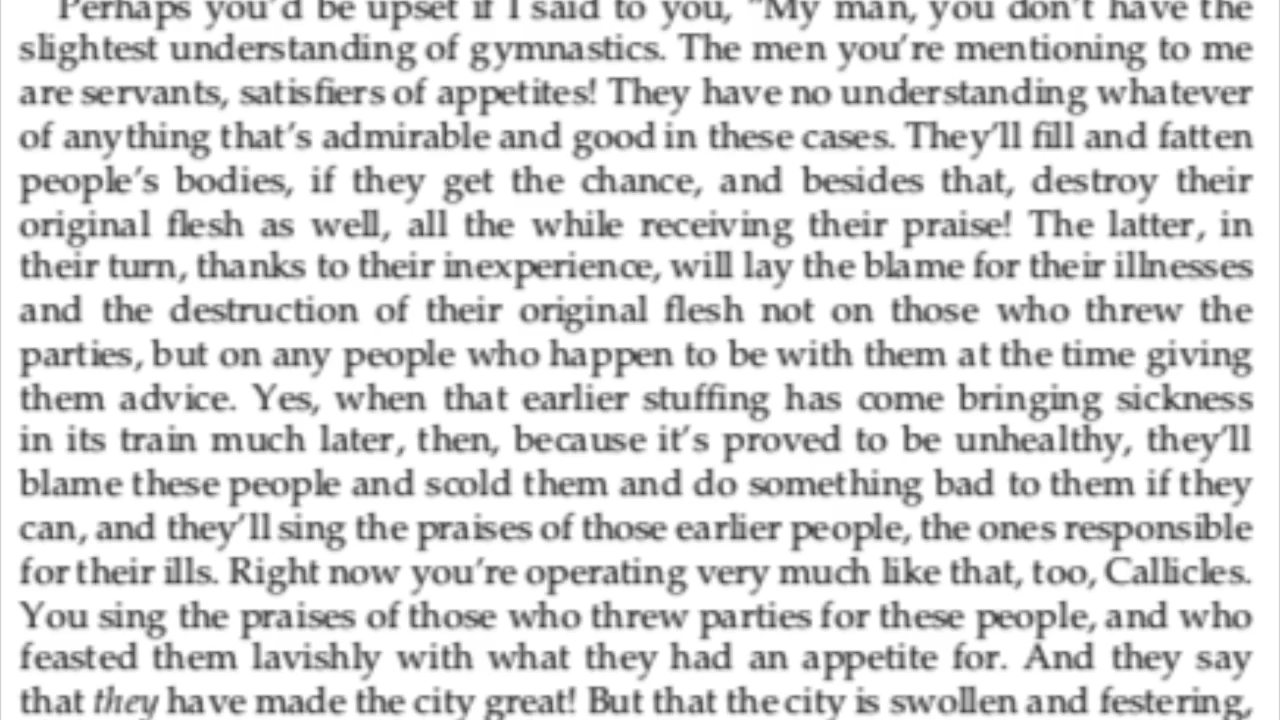 Perhaps you'd be upset if I said to you, "My man, you don't have the
slightest understanding of gymnastics. The men you're mentioning to me
are servants, satisfiers of appetites! They have no understanding whatever
of anything that's admirable and good in these cases. They'll fill and fatten
people's bodies, if they get the chance, and besides that, destroy their
original flesh as well, all the while receiving their praise! The latter, in
their turn, thanks to their inexperience, will lay the blame for their illnesses
and the destruction of their original flesh not on those who threw the
parties, but on any people who happen to be with them at the time giving
them advice. Yes, when that earlier stuffing has come bringing sickness
in its train much later, then, because it's proved to be unhealthy, they'll
blame these people and scold them and do something bad to them if they
can, and they'll sing the praises of those earlier people, the ones responsible
for their ills. Right now you're operating very much like that, too, Callicles.
You sing the praises of those who threw parties for these people, and who
feasted them lavishly with what they had an appetite for. And they say
that they have made the city great! But that the city is swollen and festering,